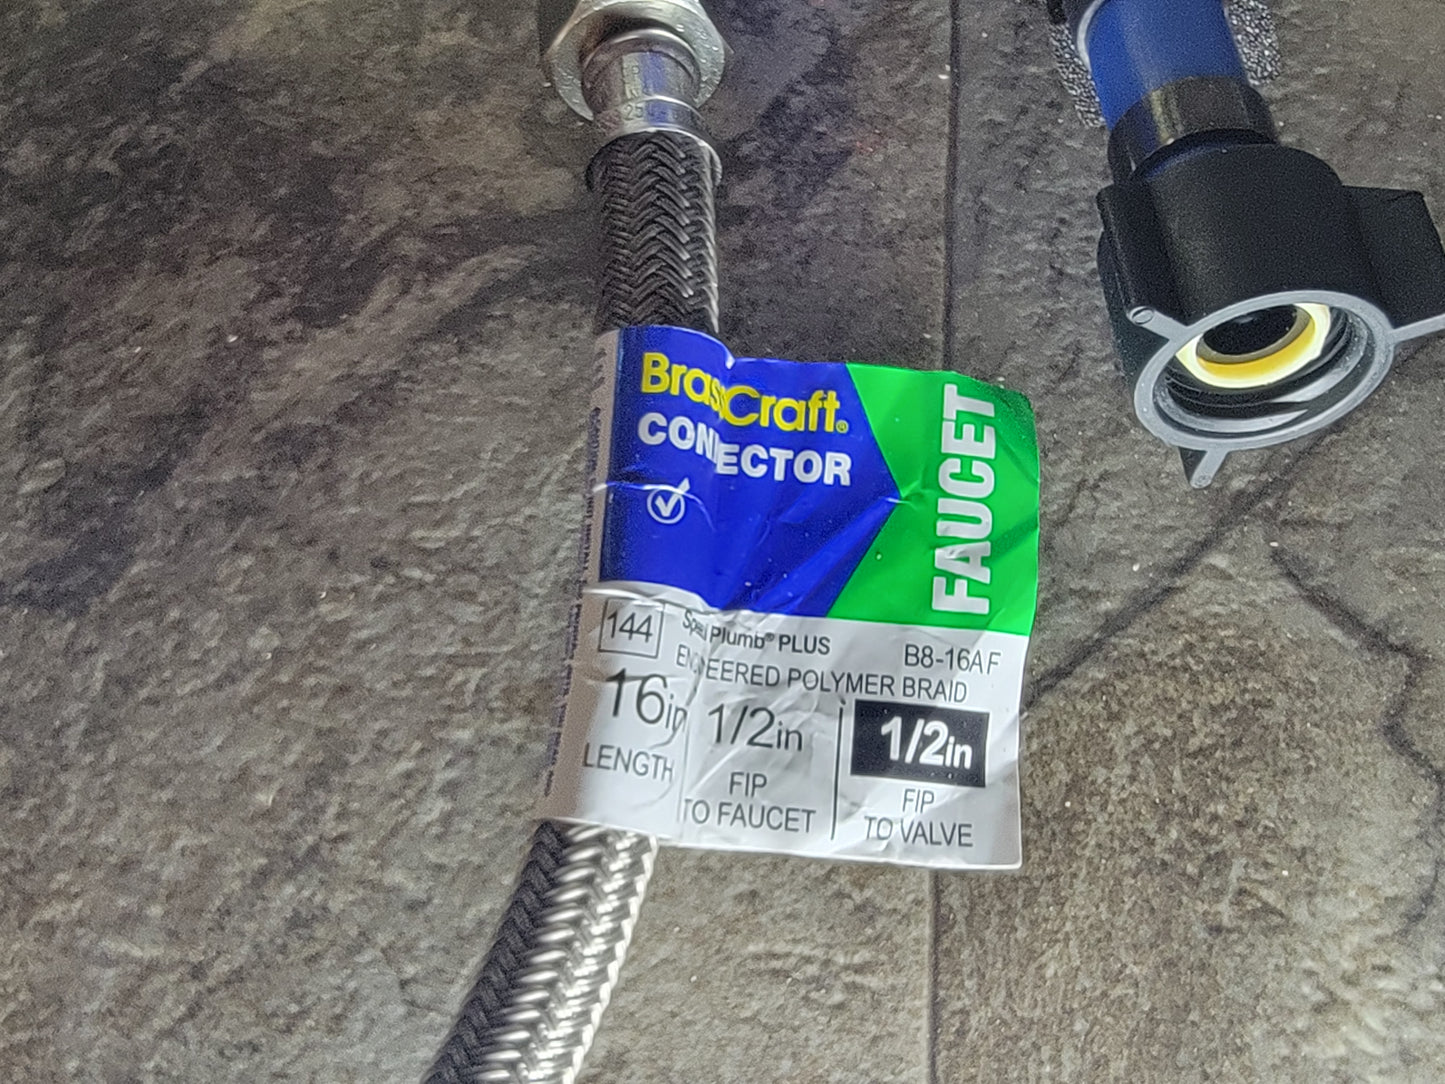 BrassCraft®
CONNECTOR
FAUCET
144
Speedi Plumb® PLUS
B8-16A F
ENGINEERED POLYMER BRAID
16in
LENGTH
1/2in
FIP
TO FAUCET
1/2in
FIP
TO VALVE